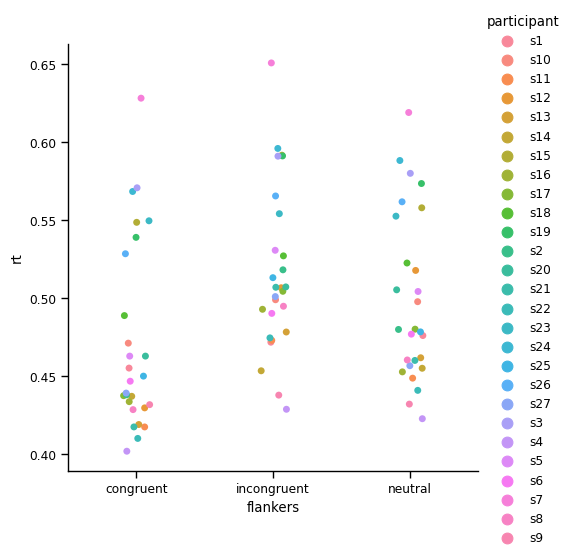 participant
s1
s10
s11
s12
s13
s14
s15
s16
s17
s18
s19
s2
s20
s21
s22
s23
s24
s25
s26
s27
s3
s4
s5
s6
s7
s8
s9
0.65
0.60
0.55
0.50
0.45
0.40
rt
congruent
incongruent
neutral
flankers